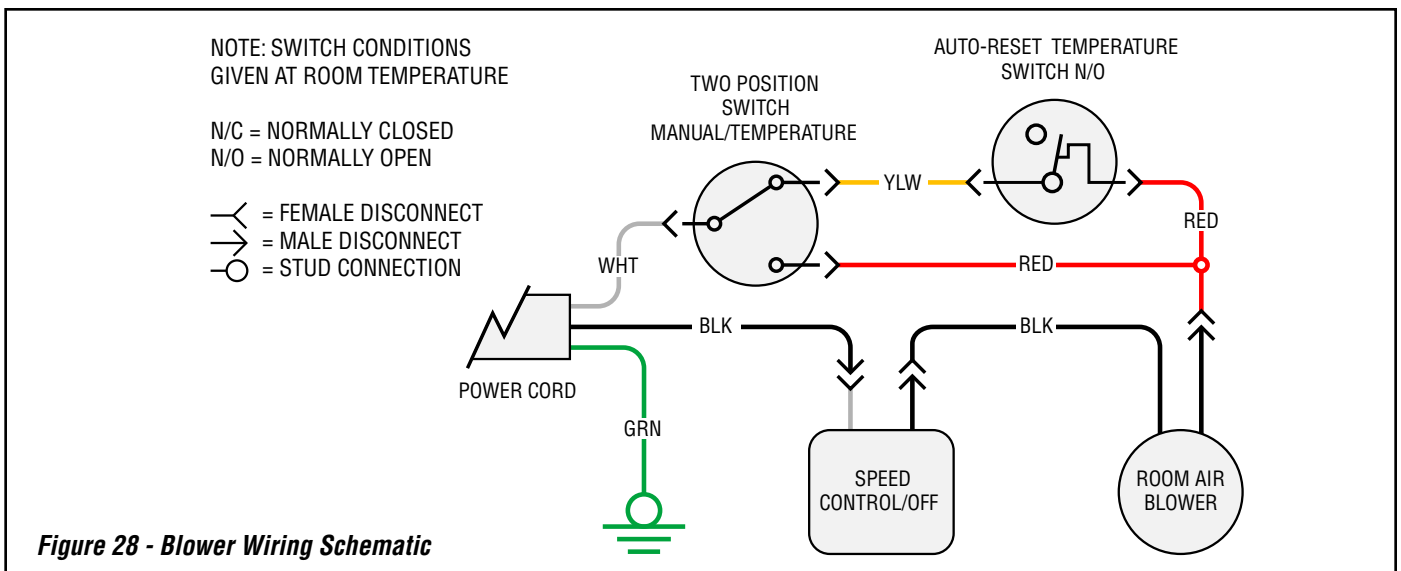 NOTE: SWITCH CONDITIONS
GIVEN AT ROOM TEMPERATURE
N/C = NORMALLY CLOSED
N/O = NORMALLY OPEN
= FEMALE DISCONNECT
= MALE DISCONNECT
= STUD CONNECTION
TWO POSITION
SWITCH
MANUAL/TEMPERATURE
AUTO-RESET TEMPERATURE
SWITCH N/O
YLW
RED
WHT
RED
BLK
BLK
POWER CORD
GRN
SPEED
CONTROL/OFF
ROOM AIR
BLOWER
Figure 28 - Blower Wiring Schematic